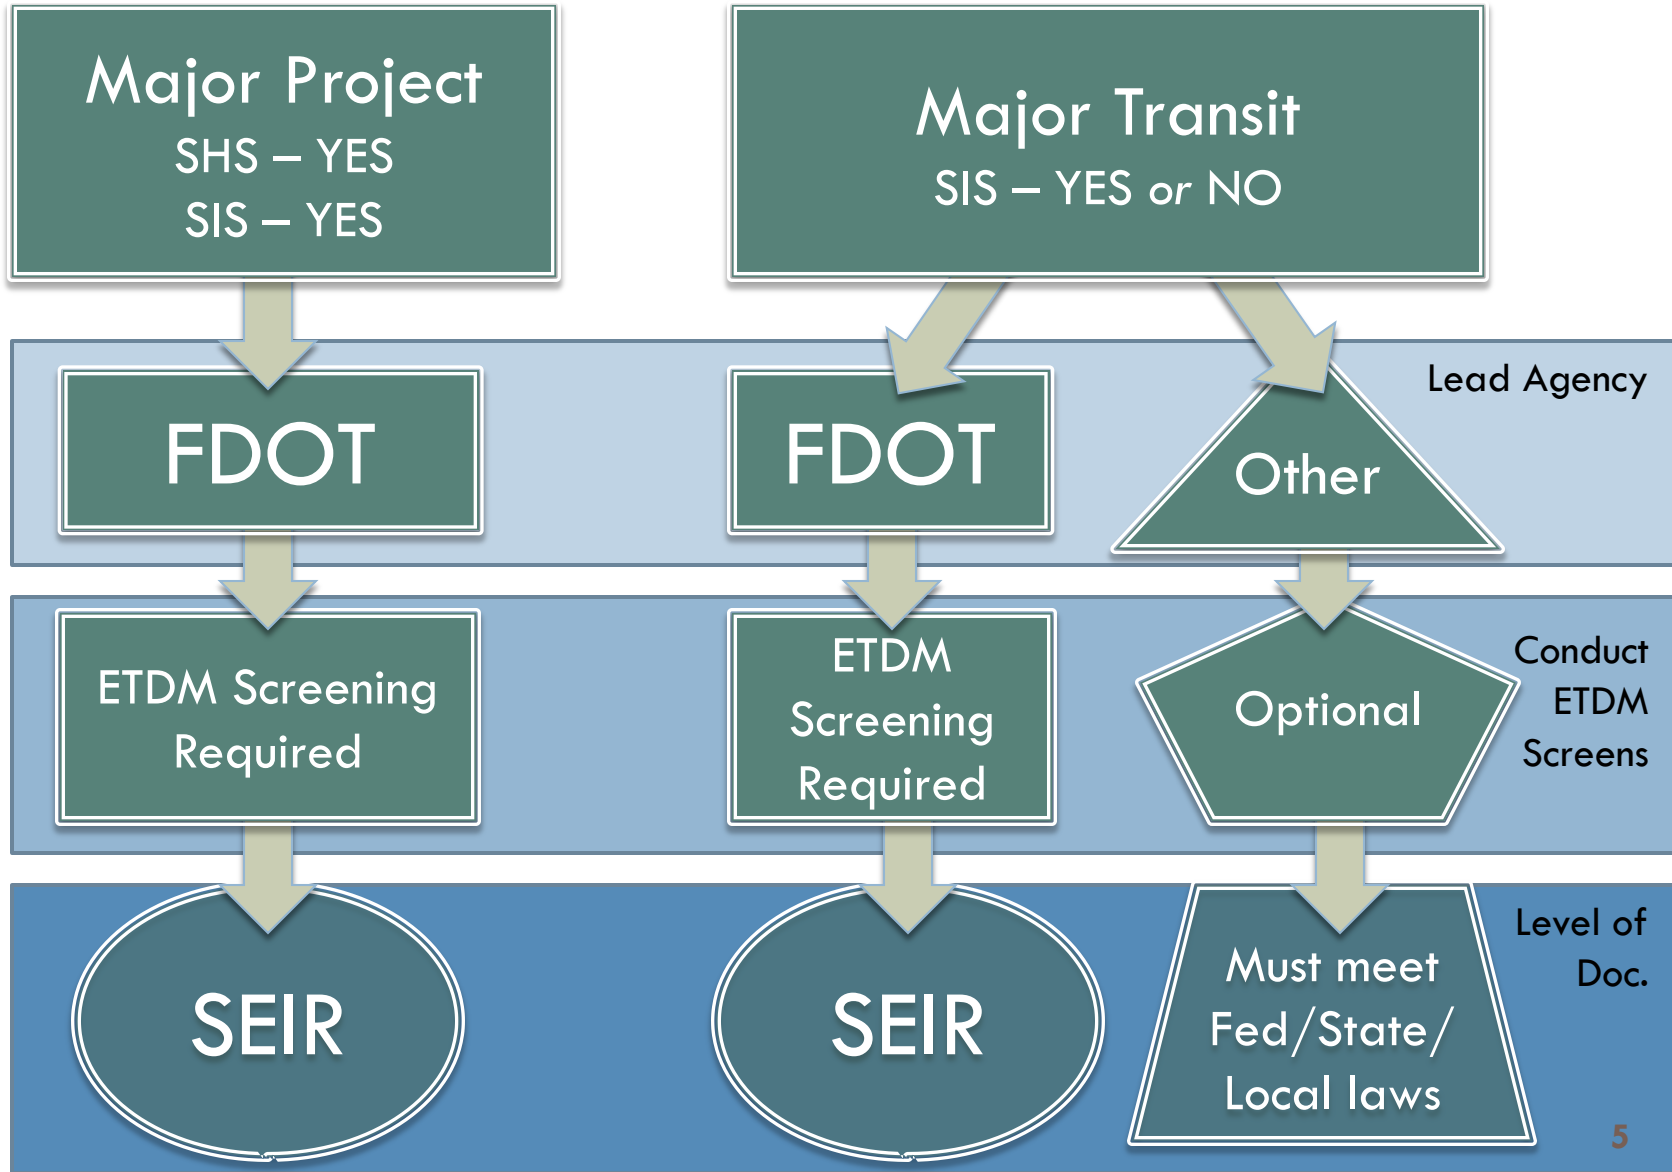 Major Project
SHS – YES
SIS – YES
Major Transit
SIS – YES or NO
Lead Agency
FDOT
FDOT
Other
Conduct
ETDM
Screens
ETDM Screening
Required
ETDM
Screening
Required
Optional
Level of
Doc.
SEIR
SEIR
Must meet
Fed/State/
Local laws
5